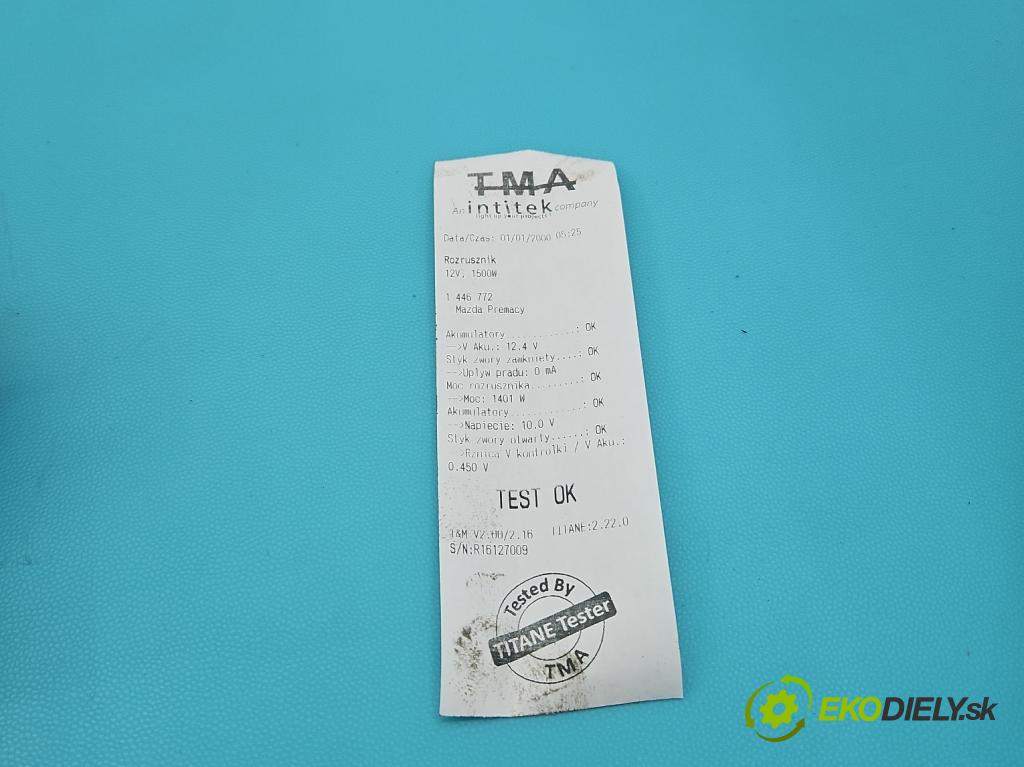 TMA
An intitek company
light up your projects!
Data/Czas: 01/01/2000 05:25
Rozrusznik
12V, 1500W
1 446 772
Mazda Premacy
Akumulatory............: OK
-->V Aku.: 12.4 V
Styk zwory zamkniety....: OK
-->Uplyw pradu: 0 mA
Moc rozrusznika.........: OK
-->Moc: 1401 W
Akumulatory.............: OK
-->Napiecie: 10.0 V
Styk zwory otwarty......: OK
-->Rznica V kontrolki / V Aku.:
0.450 V
TEST OK
T&M V2.00/2.16 TITANE:2.22.0
S/N:R16127009
Tested By
TITANE Tester
TMA
EKODIELY.sk